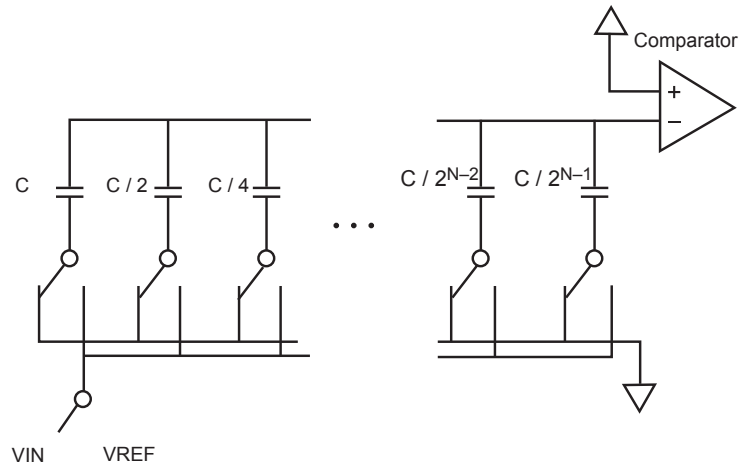 Comparator
+
−
C
C / 2
C / 4
C / 2ᴺ⁻²
C / 2ᴺ⁻¹
. . .
VIN
VREF